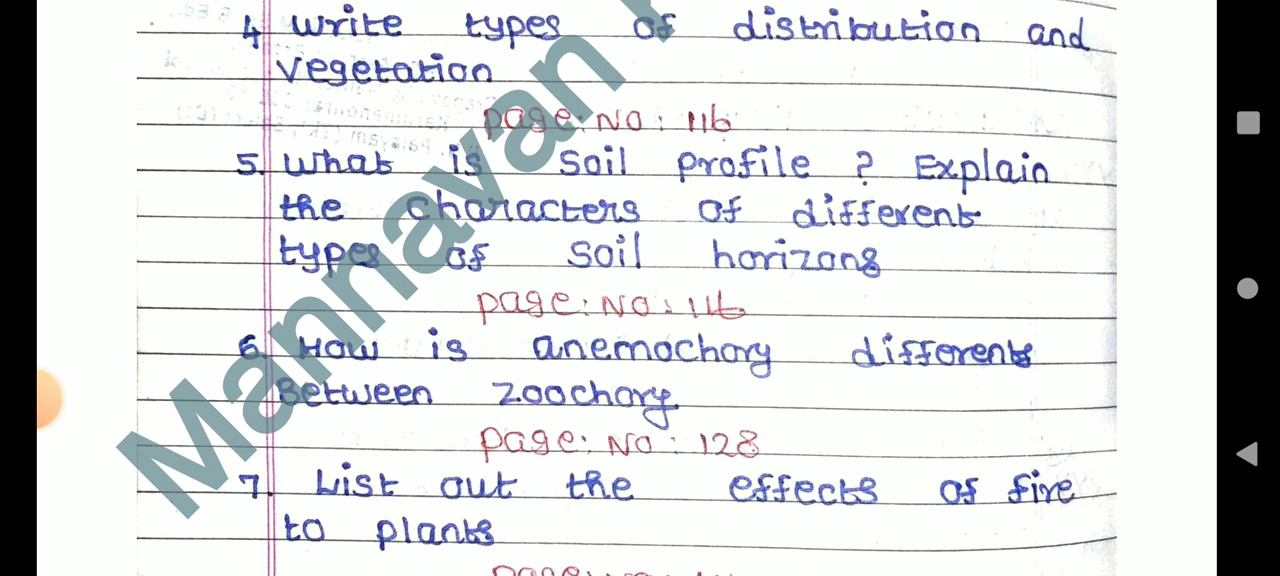 4. Write types of distribution and
vegetation
page: NO: 116
5. What is soil profile ? Explain
the characters of different
types of soil horizons
page: NO: 116
6. How is anemochory different
Between zoochory
page: NO: 128
7. List out the effects of fire
to plants
Mannavan